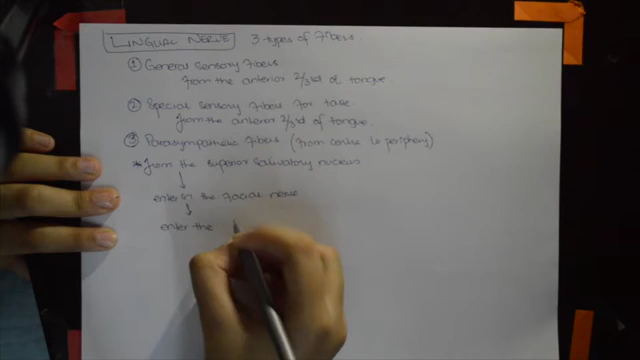 LINGUAL NERVE 3-types of Fibers.
① General sensory Fibers
From the anterior 2/3rd of tongue.
② Special sensory Fibers For taste
From the anterior 2/3rd of tongue.
③ Parasympathetic Fibers (From centre to periphery)
* From the superior salivatory nucleus
↓
enter in the Facial nerve
↓
enter the